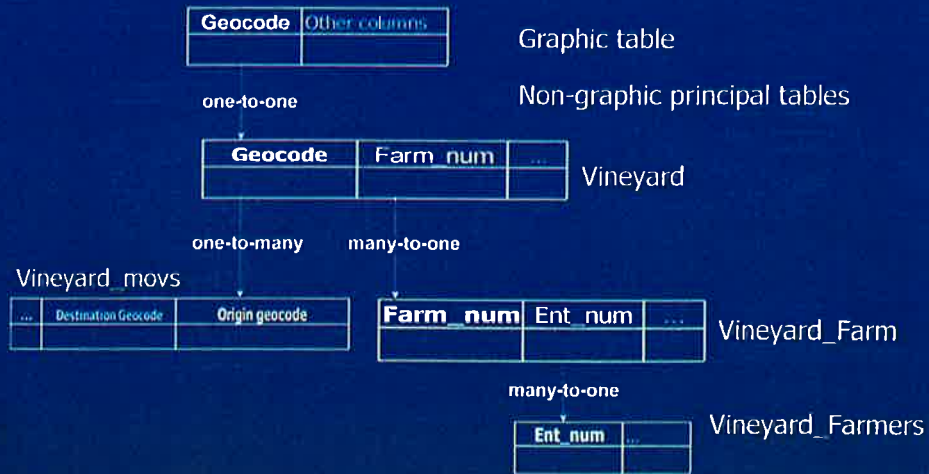 Geocode Other columns
Graphic table
one-to-one
Non-graphic principal tables
Geocode Farm_num ...
Vineyard
one-to-many many-to-one
Vineyard_movs
... Destination Geocode Origin geocode
Farm_num Ent_num ...
Vineyard_Farm
many-to-one
Ent_num ...
Vineyard_Farmers